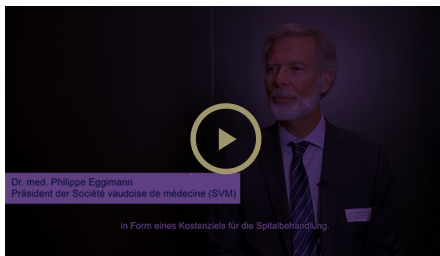 Dr. med. Philippe Eggimann
Präsident der Société vaudoise de médecine (SVM)
in Form eines Kostenziels für die Spitalbehandlung.